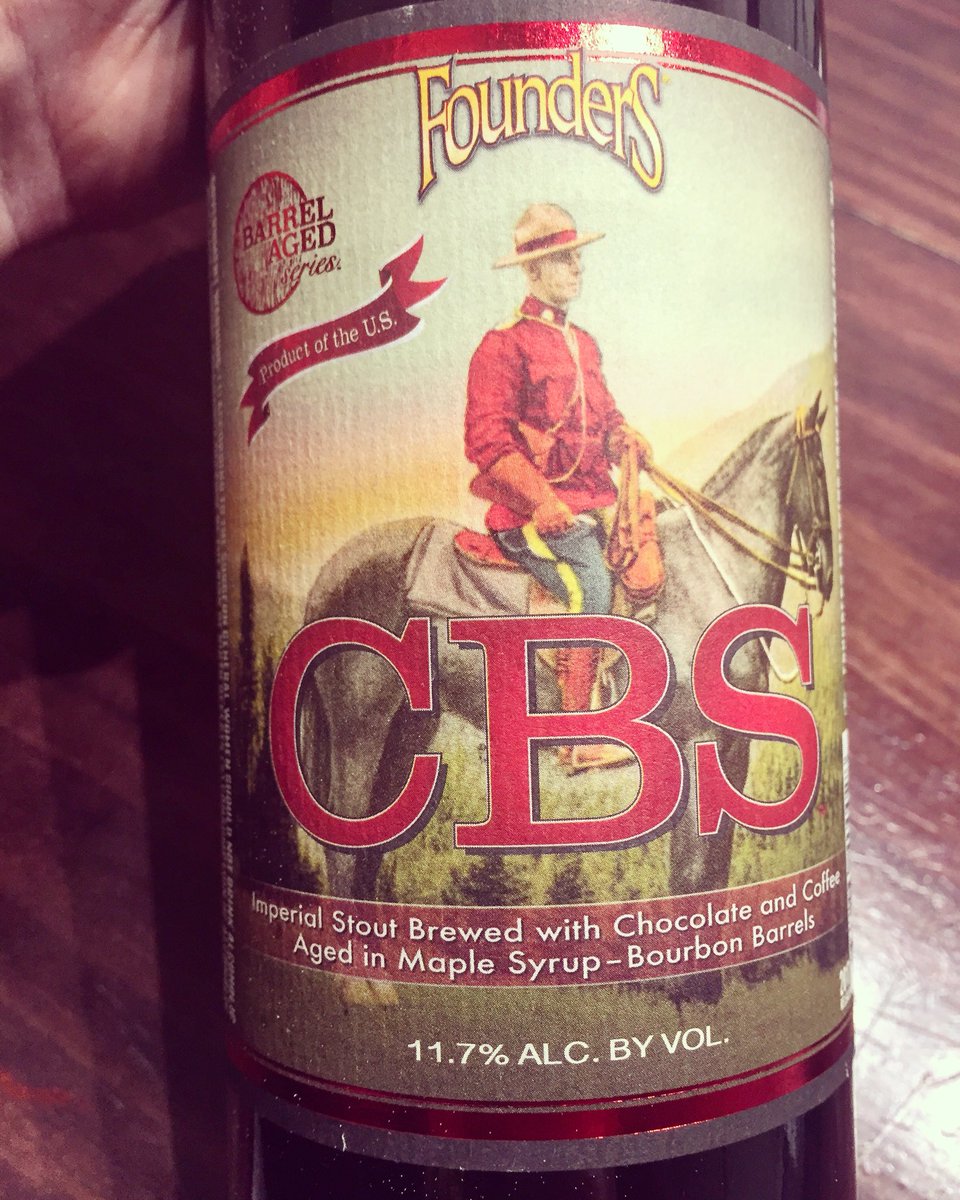 Founders
BARREL
AGED
series
Product of the U.S.
CBS
Imperial Stout Brewed with Chocolate and Coffee
Aged in Maple Syrup–Bourbon Barrels
11.7% ALC. BY VOL.